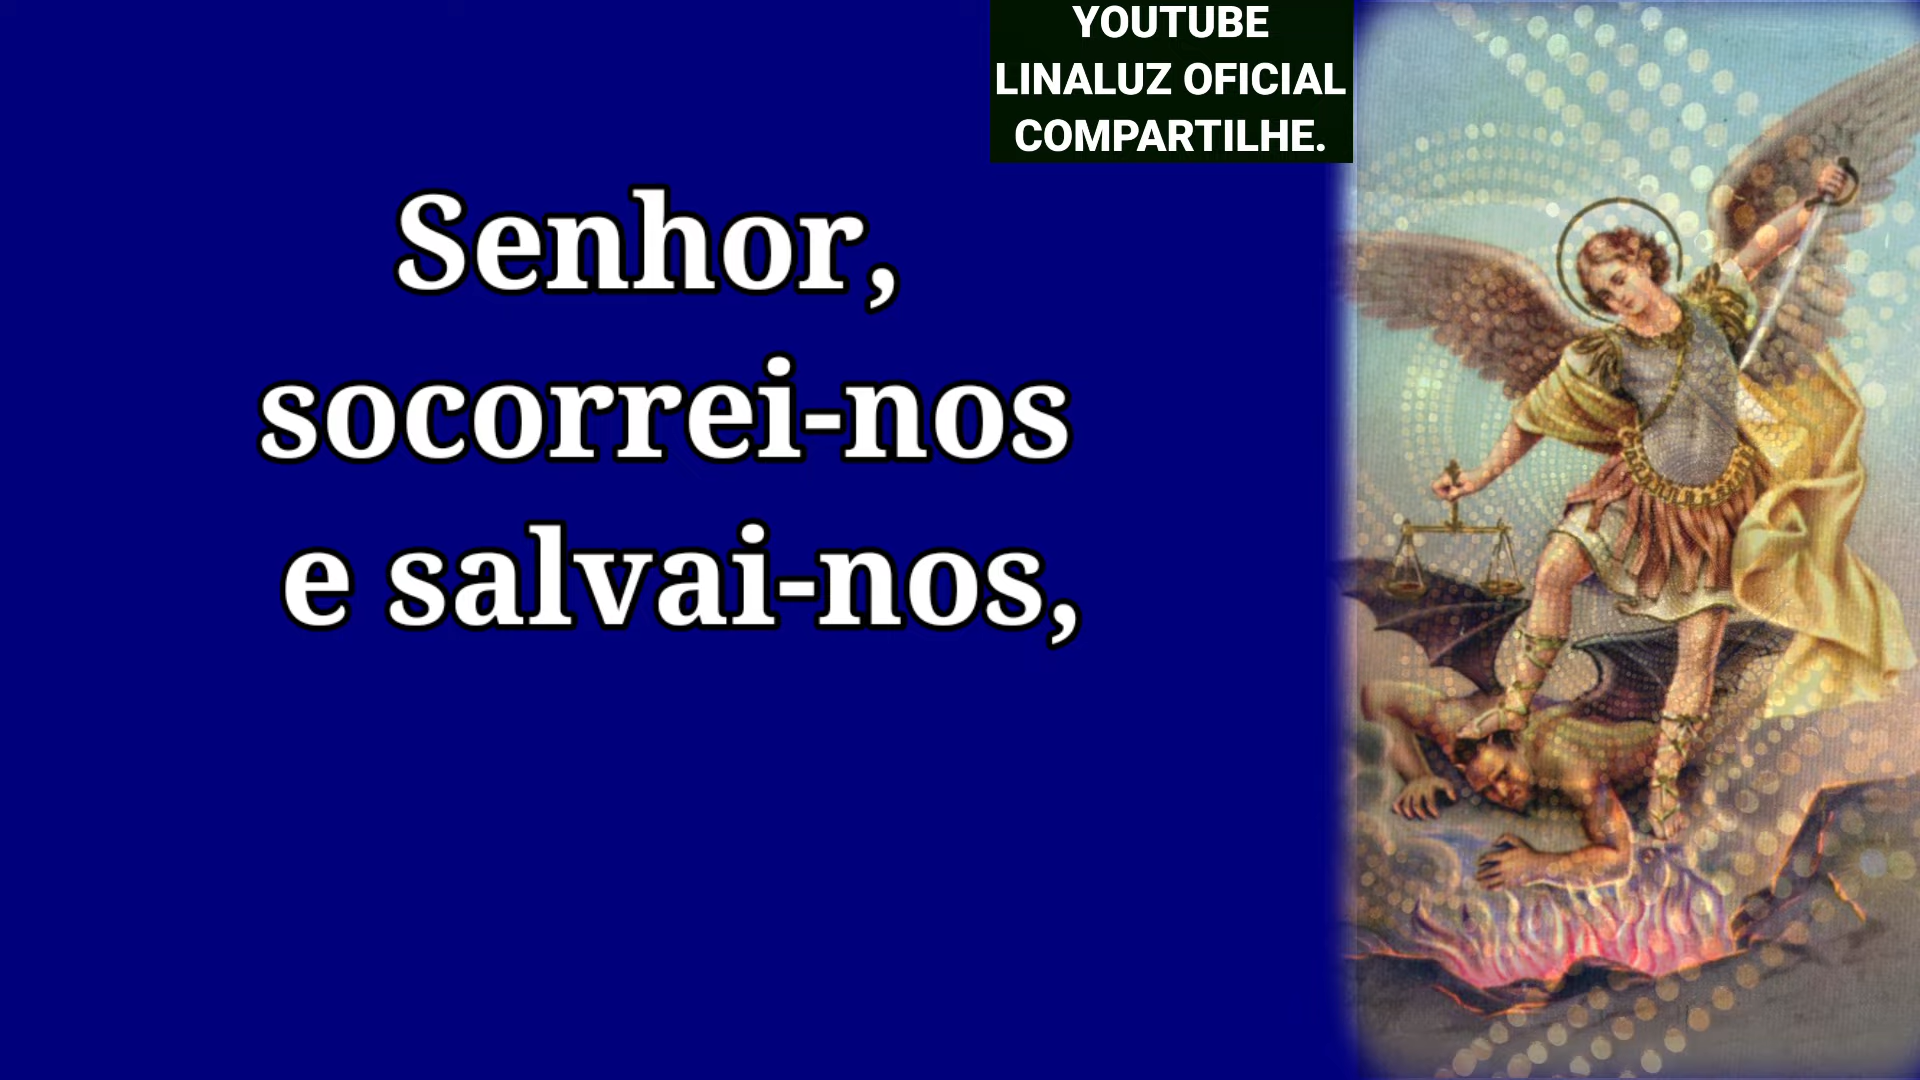 YOUTUBE
LINALUZ OFICIAL
COMPARTILHE.
Senhor,
socorrei-nos
e salvai-nos,